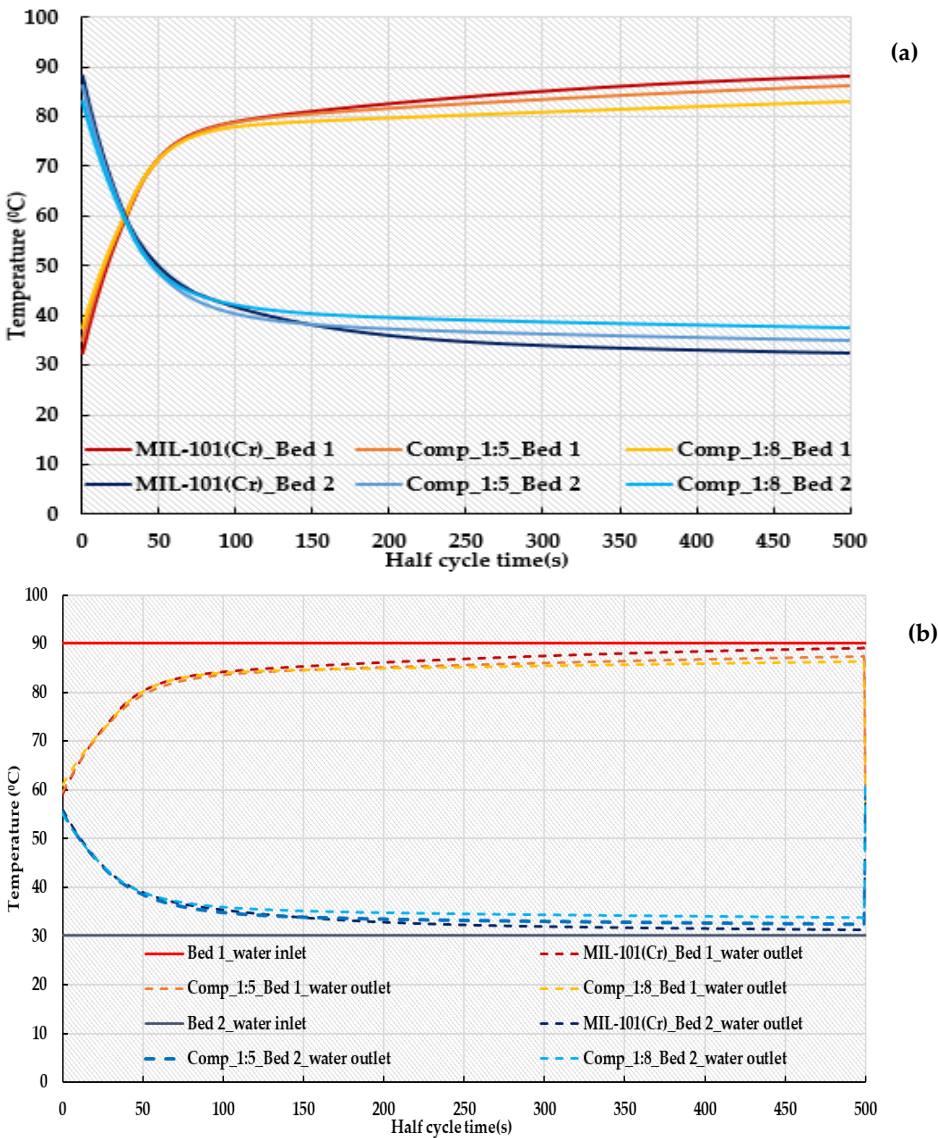 100
90
80
70
60
50
40
30
20
10
0
Temperature (⁰C)
(a)
MIL-101(Cr)_Bed 1 Comp_1:5_Bed 1 Comp_1:8_Bed 1
MIL-101(Cr)_Bed 2 Comp_1:5_Bed 2 Comp_1:8_Bed 2
0 50 100 150 200 250 300 350 400 450 500
Half cycle time(s)
100
90
80
70
60
50
40
30
20
10
0
Temperature (⁰C)
(b)
Bed 1_water inlet MIL-101(Cr)_Bed 1_water outlet
Comp_1:5_Bed 1_water outlet Comp_1:8_Bed 1_water outlet
Bed 2_water inlet MIL-101(Cr)_Bed 2_water outlet
Comp_1:5_Bed 2_water outlet Comp_1:8_Bed 2_water outlet
0 50 100 150 200 250 300 350 400 450 500
Half cycle time(s)